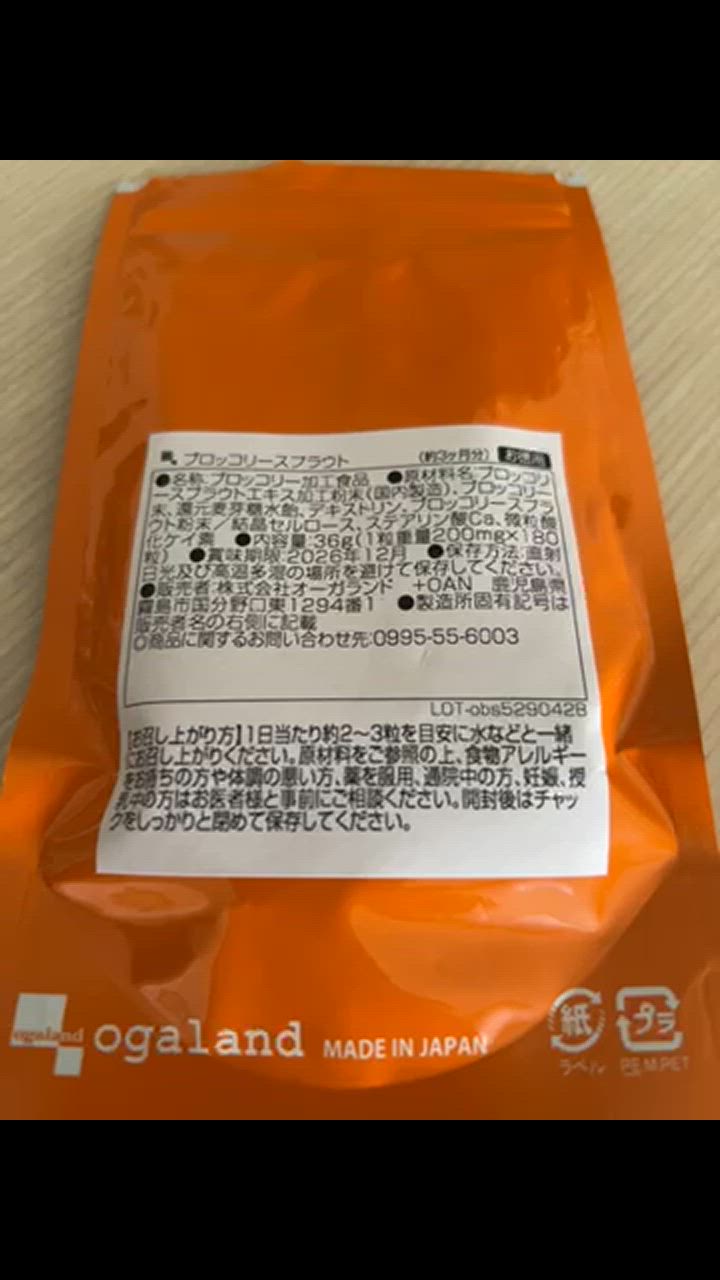 ブロッコリースプラウト (約3ヶ月分) お徳用
●名称:ブロッコリー加工食品 ●原材料名:ブロッコリ
ースプラウトエキス加工粉末(国内製造)、ブロッコリー
末、還元麦芽糖水飴、デキストリン、ブロッコリースプラ
ウト粉末/結晶セルロース、ステアリン酸Ca、微粒酸
化ケイ素 ●内容量:36g(1粒重量200mg×180
粒) ●賞味期限:2026年12月 ●保存方法:直射
日光及び高温多湿の場所を避けて保存してください。
●販売者:株式会社オーガランド +OAN 鹿児島県
霧島市国分野口東1294番1 ●製造所固有記号は
販売者名の右側に記載
◎商品に関するお問い合わせ先:0995-55-6003
LOT-obs5290428
【お召し上がり方】1日当たり約2〜3粒を目安に水などと一緒
にお召し上がりください。原材料をご参照の上、食物アレルギー
をお持ちの方や体調の悪い方、薬を服用、通院中の方、妊娠、授
乳中の方はお医者様と事前にご相談ください。開封後はチャッ
クをしっかりと閉めて保存してください。
ogaland ogaland MADE IN JAPAN
紙 プラ
ラベル PE,M,PET